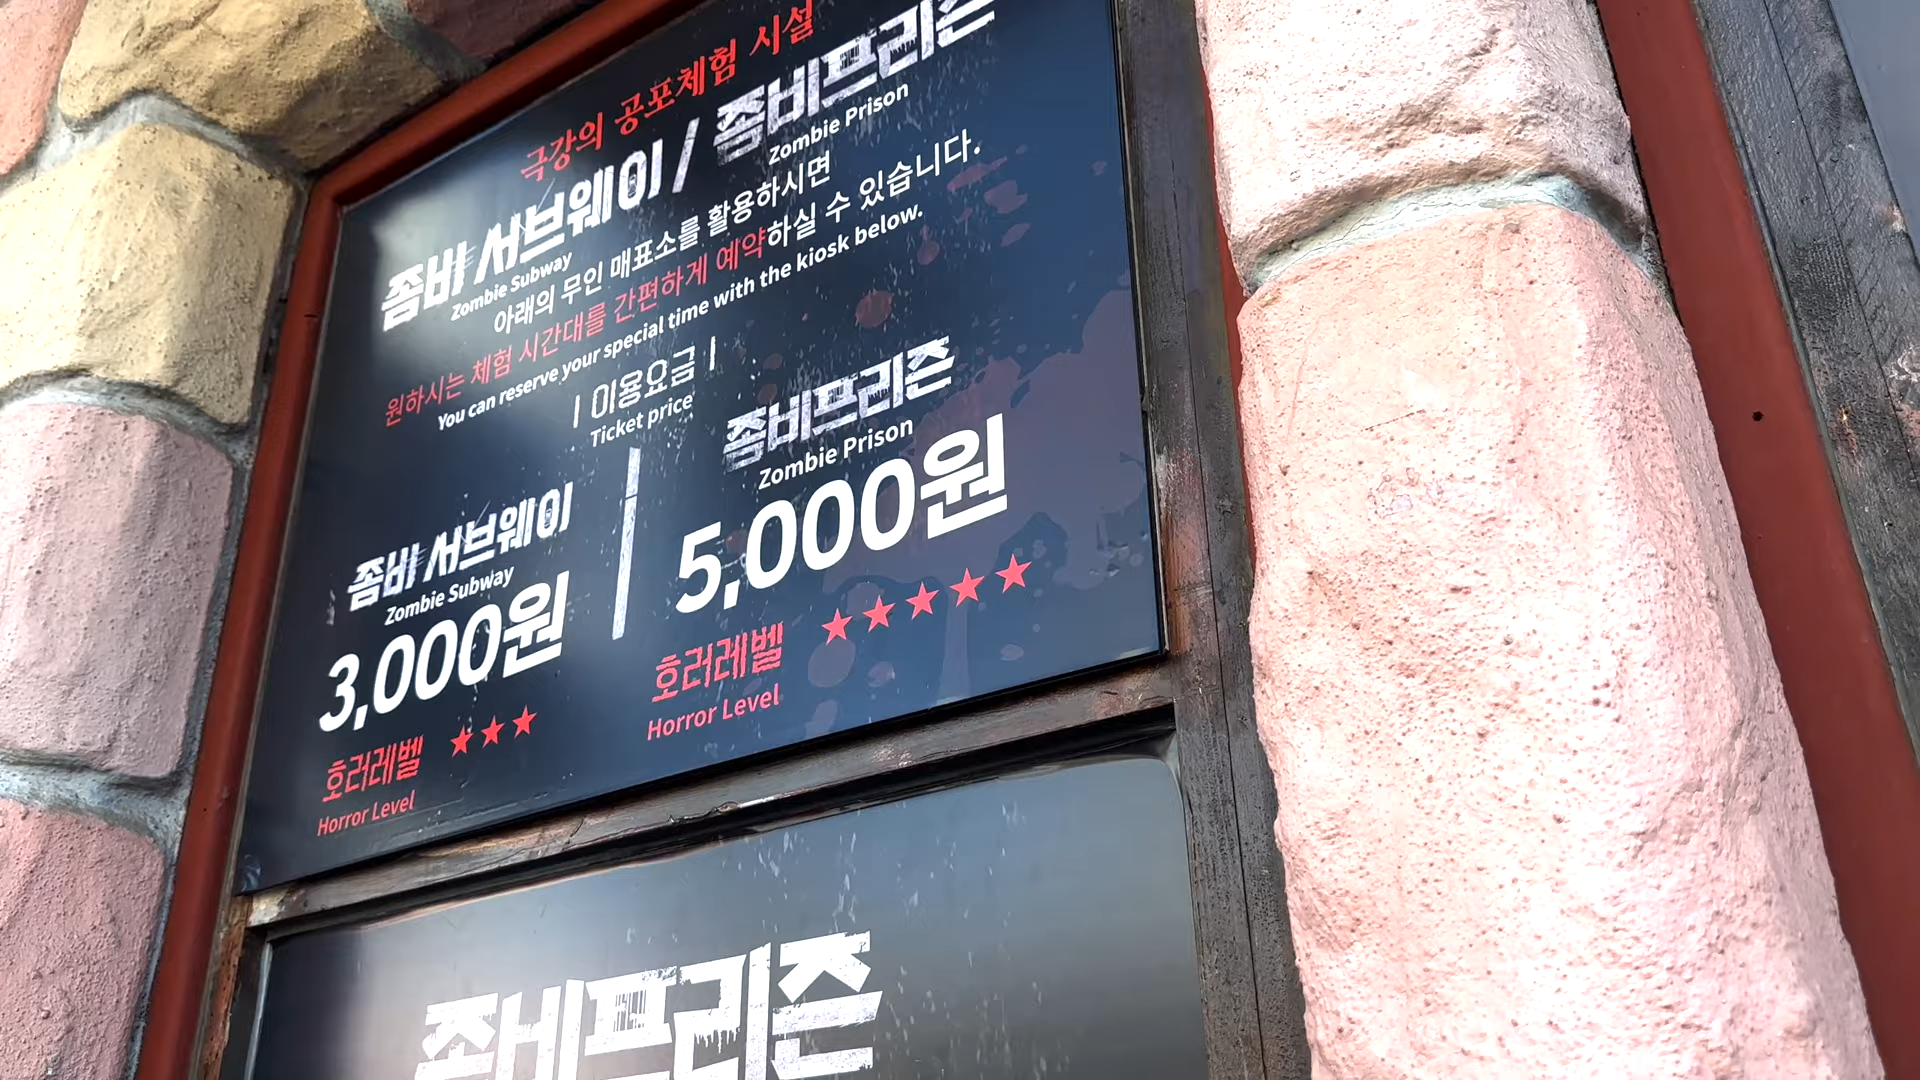 극강의 공포체험 시설
좀비 서브웨이 / 좀비프리즌
Zombie Subway Zombie Prison
아래의 무인 매표소를 활용하시면
원하시는 체험 시간대를 간편하게 예약하실 수 있습니다.
You can reserve your special time with the kiosk below.
| 이용요금 |
Ticket price
좀비 서브웨이
Zombie Subway
3,000원
호러레벨 ★★★
Horror Level
좀비프리즌
Zombie Prison
5,000원
호러레벨 ★★★★★
Horror Level
좀비프리즌